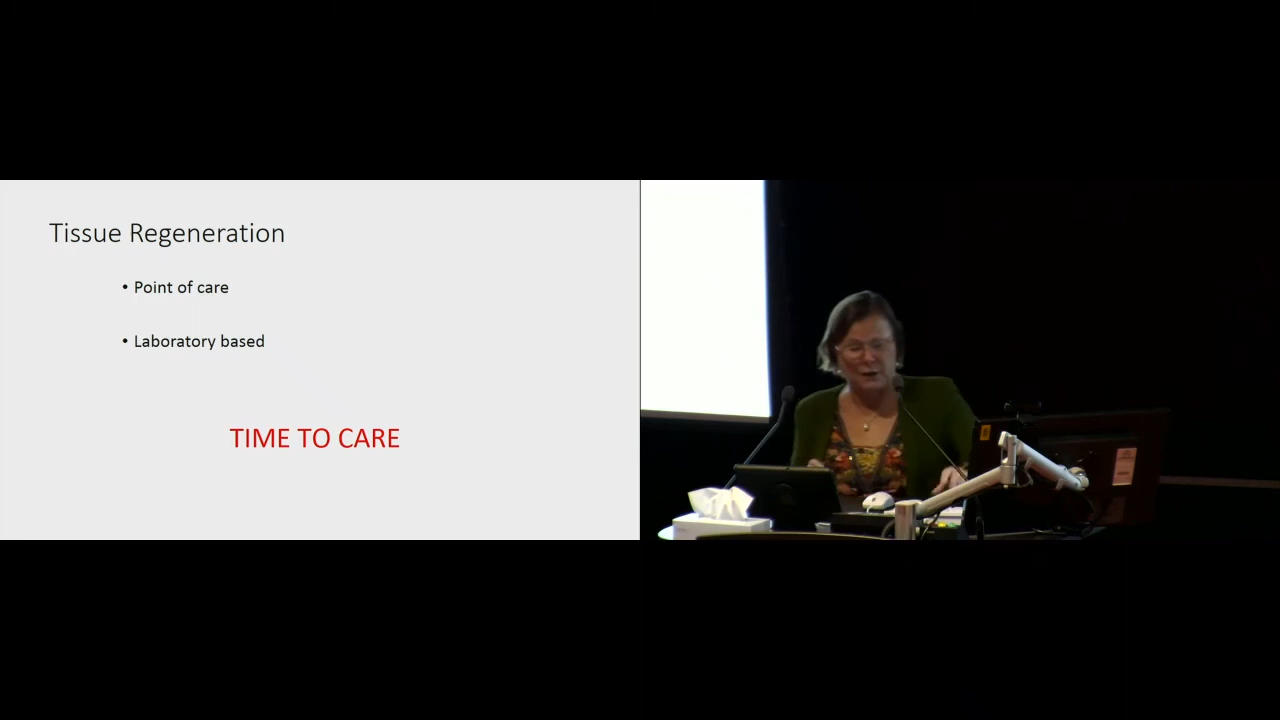 Tissue Regeneration
• Point of care
• Laboratory based
TIME TO CARE